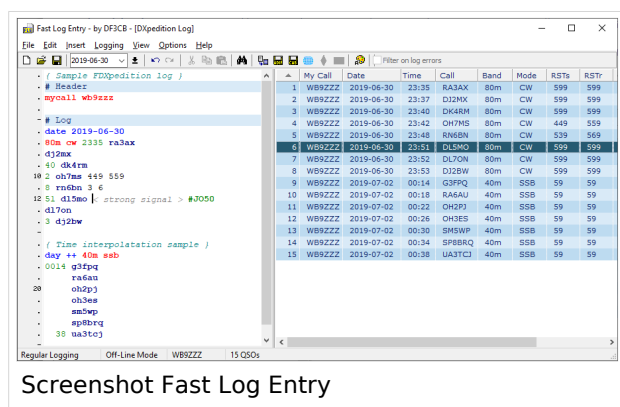 Fast Log Entry - by DF3CB - [DXpedition Log]
File Edit Insert Logging View Options Help
2019-06-30 Filter on log errors
{ Sample FDXpedition log }
# Header
mycall wb9zzz
# Log
date 2019-06-30
80m cw 2335 ra3ax
dj2mx
40 dk4rm
10 2 oh7ms 449 559
8 rn6bn 3 6
12 51 dl5mo < strong signal > #JO50
dl7on
3 dj2bw
{ Time interpolatation sample }
day ++ 40m ssb
0014 g3fpq
ra6au
20 oh2pj
oh3es
sm5wp
sp8brq
38 ua3tcj
My Call Date Time Call Band Mode RSTs RSTr
1 WB9ZZZ 2019-06-30 23:35 RA3AX 80m CW 599 599
2 WB9ZZZ 2019-06-30 23:37 DJ2MX 80m CW 599 599
3 WB9ZZZ 2019-06-30 23:40 DK4RM 80m CW 599 599
4 WB9ZZZ 2019-06-30 23:42 OH7MS 80m CW 449 559
5 WB9ZZZ 2019-06-30 23:48 RN6BN 80m CW 539 569
6 WB9ZZZ 2019-06-30 23:51 DL5MO 80m CW 599 599
7 WB9ZZZ 2019-06-30 23:52 DL7ON 80m CW 599 599
8 WB9ZZZ 2019-06-30 23:53 DJ2BW 80m CW 599 599
9 WB9ZZZ 2019-07-02 00:14 G3FPQ 40m SSB 59 59
10 WB9ZZZ 2019-07-02 00:18 RA6AU 40m SSB 59 59
11 WB9ZZZ 2019-07-02 00:22 OH2PJ 40m SSB 59 59
12 WB9ZZZ 2019-07-02 00:26 OH3ES 40m SSB 59 59
13 WB9ZZZ 2019-07-02 00:30 SM5WP 40m SSB 59 59
14 WB9ZZZ 2019-07-02 00:34 SP8BRQ 40m SSB 59 59
15 WB9ZZZ 2019-07-02 00:38 UA3TCJ 40m SSB 59 59
Regular Logging Off-Line Mode WB9ZZZ 15 QSOs
Screenshot Fast Log Entry